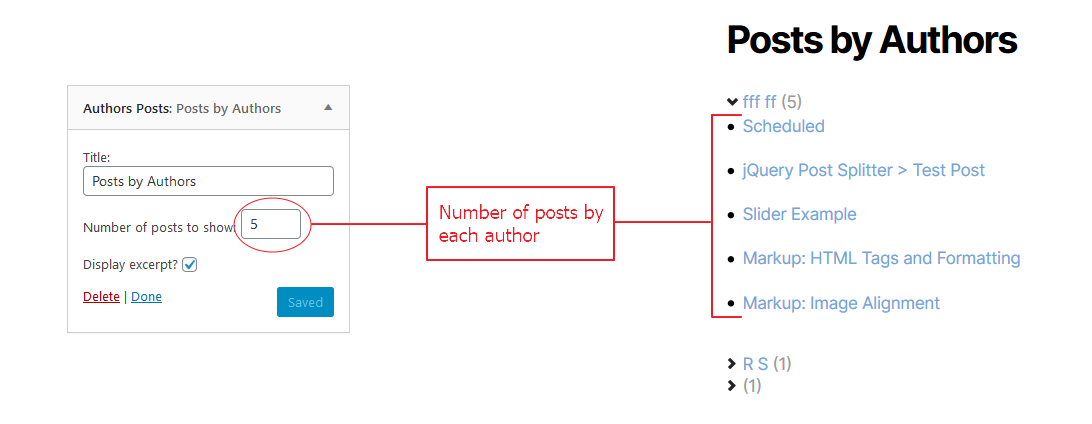 Posts by Authors
Authors Posts: Posts by Authors
Title:
Posts by Authors
Number of posts to show:
5
Display excerpt?
Delete | Done
Saved
Number of posts by
each author
fff ff (5)
Scheduled
jQuery Post Splitter > Test Post
Slider Example
Markup: HTML Tags and Formatting
Markup: Image Alignment
R S (1)
(1)